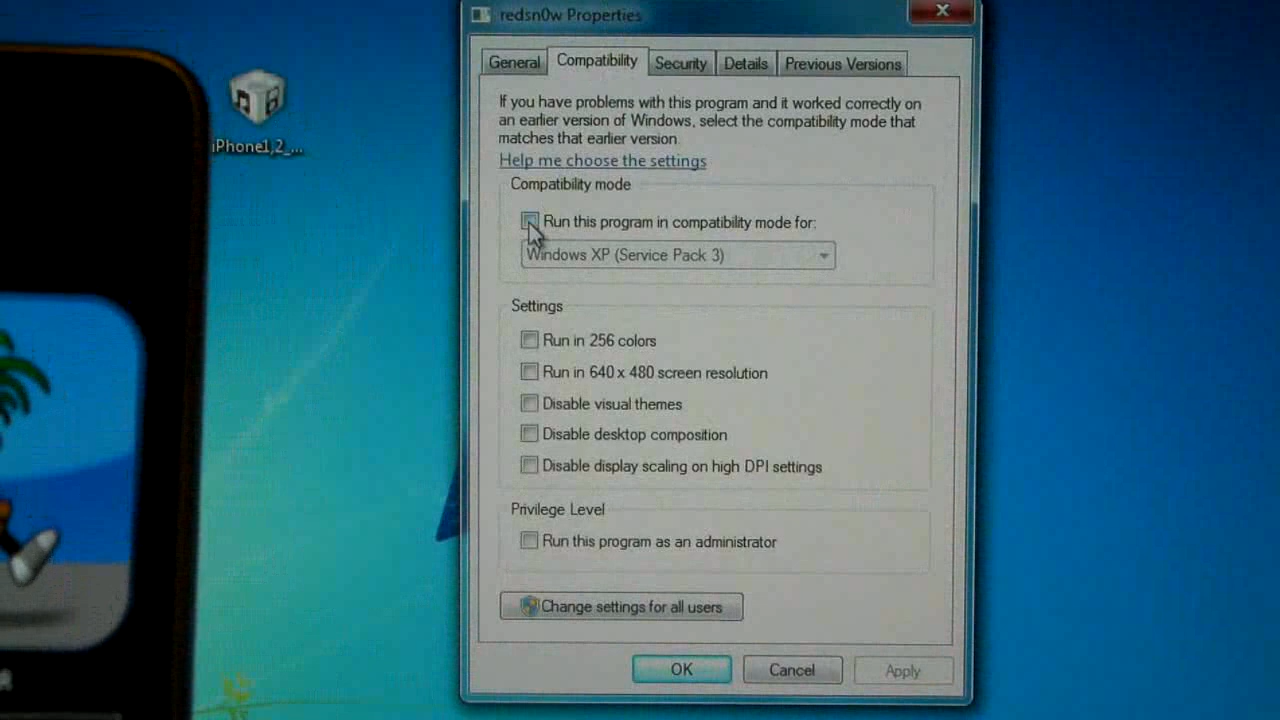 redsn0w Properties
General Compatibility Security Details Previous Versions
iPhone1,2_...
If you have problems with this program and it worked correctly on
an earlier version of Windows, select the compatibility mode that
matches that earlier version.
Help me choose the settings
Compatibility mode
Run this program in compatibility mode for:
Windows XP (Service Pack 3)
Settings
Run in 256 colors
Run in 640 x 480 screen resolution
Disable visual themes
Disable desktop composition
Disable display scaling on high DPI settings
Privilege Level
Run this program as an administrator
Change settings for all users
OK Cancel Apply